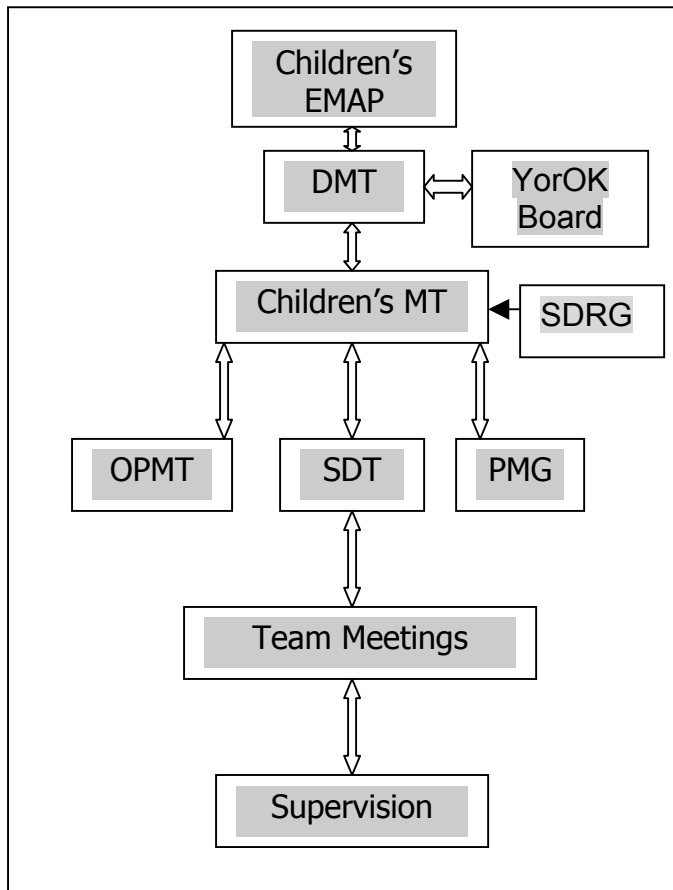 Children's
EMAP
DMT
YorOK
Board
Children's MT
SDRG
OPMT
SDT
PMG
Team Meetings
Supervision